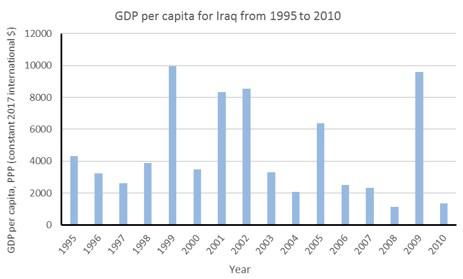 GDP per capita for Iraq from 1995 to 2010
GDP per capita, PPP (constant 2017 international $)
12000
10000
8000
6000
4000
2000
0
1995 1996 1997 1998 1999 2000 2001 2002 2003 2004 2005 2006 2007 2008 2009 2010
Year